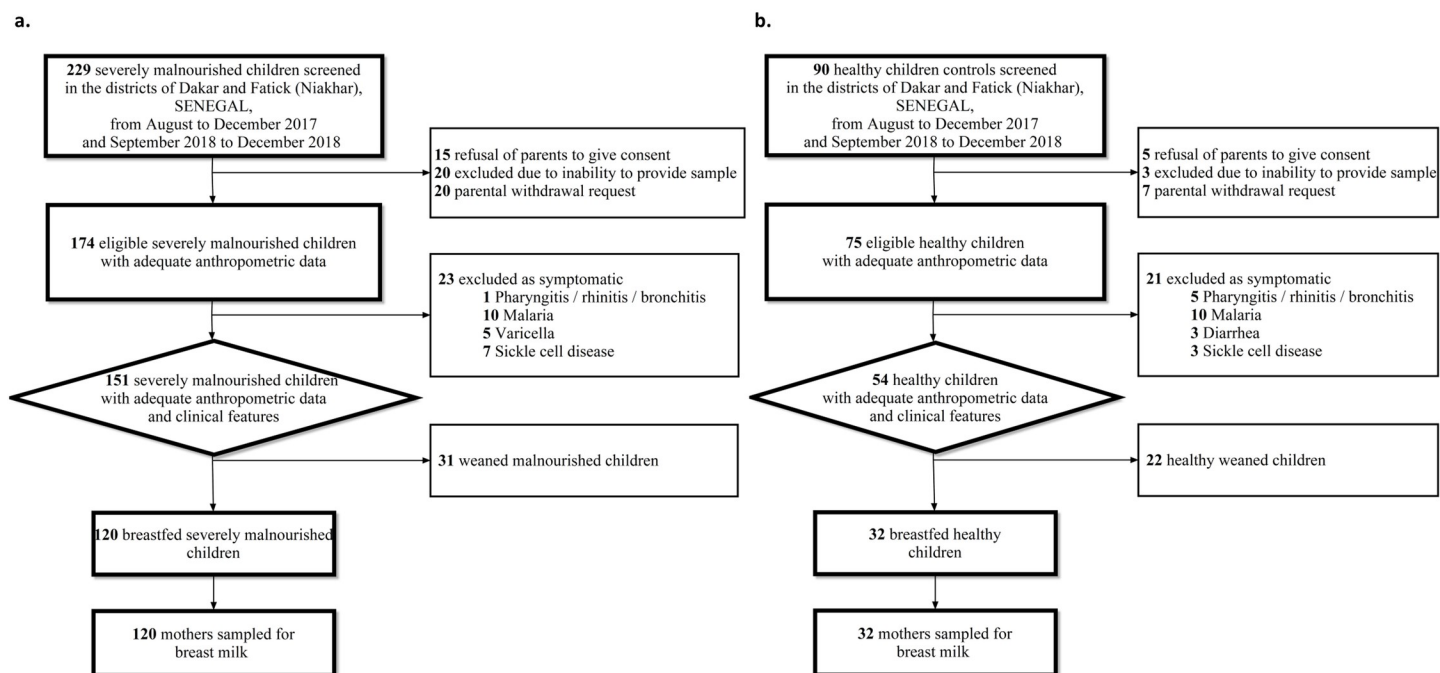 a.
229 severely malnourished children screened
in the districts of Dakar and Fatick (Niakhar),
SENEGAL,
from August to December 2017
and September 2018 to December 2018
15 refusal of parents to give consent
20 excluded due to inability to provide sample
20 parental withdrawal request
174 eligible severely malnourished children
with adequate anthropometric data
23 excluded as symptomatic
1 Pharyngitis / rhinitis / bronchitis
10 Malaria
5 Varicella
7 Sickle cell disease
151 severely malnourished children
with adequate anthropometric data
and clinical features
31 weaned malnourished children
120 breastfed severely malnourished
children
120 mothers sampled for
breast milk
b.
90 healthy children controls screened
in the districts of Dakar and Fatick (Niakhar),
SENEGAL,
from August to December 2017
and September 2018 to December 2018
5 refusal of parents to give consent
3 excluded due to inability to provide sample
7 parental withdrawal request
75 eligible healthy children
with adequate anthropometric data
21 excluded as symptomatic
5 Pharyngitis / rhinitis / bronchitis
10 Malaria
3 Diarrhea
3 Sickle cell disease
54 healthy children
with adequate anthropometric data
and clinical features
22 healthy weaned children
32 breastfed healthy
children
32 mothers sampled for
breast milk